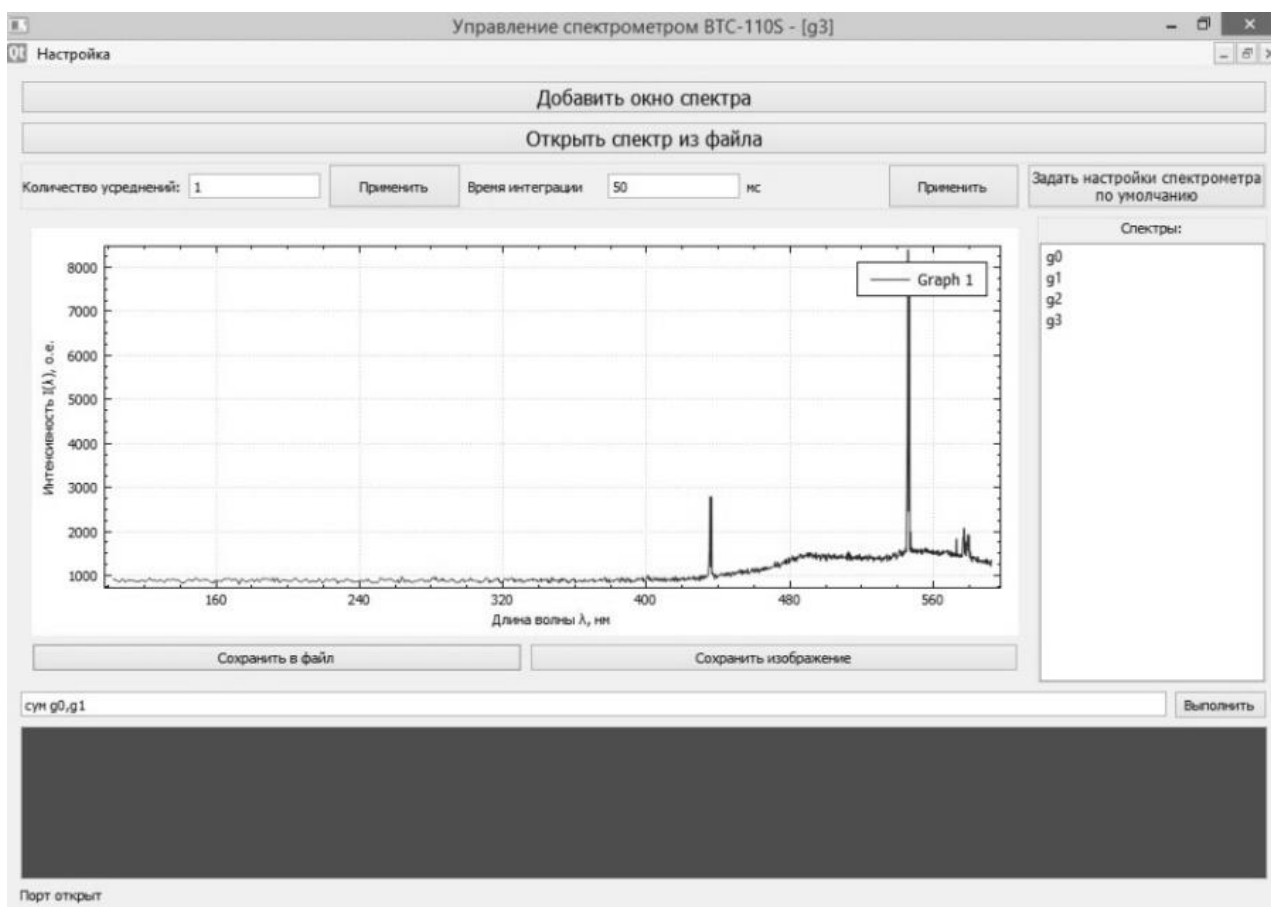 Управление спектрометром BTC-110S - [g3]
Настройка
Добавить окно спектра
Открыть спектр из файла
Количество усреднений: 1 Применить Время интеграции 50 мс Применить
Задать настройки спектрометра
по умолчанию
Спектры:
g0
g1
g2
g3
Graph 1
8000
7000
6000
5000
4000
3000
2000
1000
Интенсивность I(λ), о.е.
160 240 320 400 480 560
Длина волны λ, нм
Сохранить в файл Сохранить изображение
сум g0,g1 Выполнить
Порт открыт